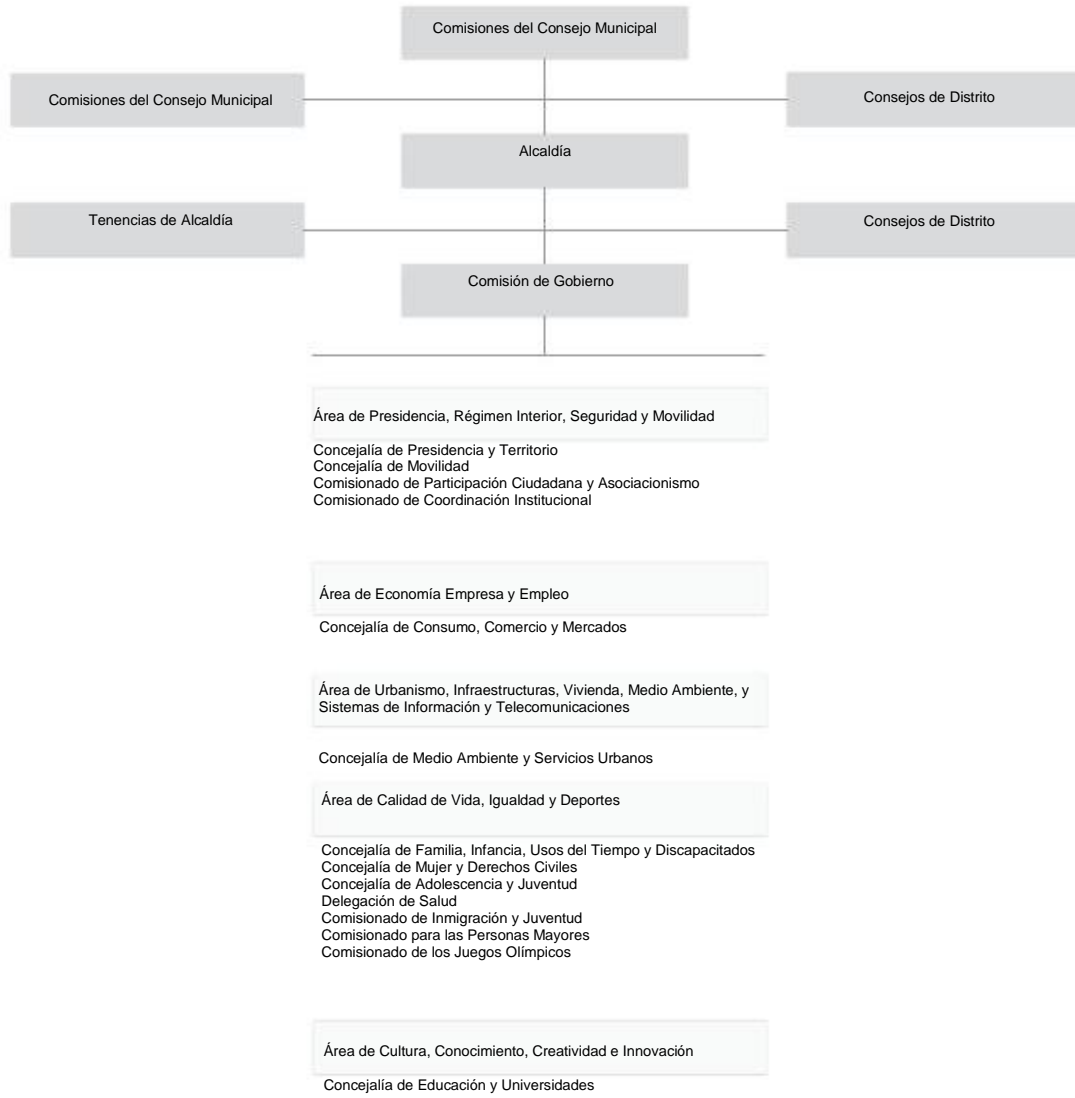 Comisiones del Consejo Municipal
Comisiones del Consejo Municipal
Consejos de Distrito
Alcaldía
Tenencias de Alcaldía
Consejos de Distrito
Comisión de Gobierno
Área de Presidencia, Régimen Interior, Seguridad y Movilidad
Concejalía de Presidencia y Territorio
Concejalía de Movilidad
Comisionado de Participación Ciudadana y Asociacionismo
Comisionado de Coordinación Institucional
Área de Economía Empresa y Empleo
Concejalía de Consumo, Comercio y Mercados
Área de Urbanismo, Infraestructuras, Vivienda, Medio Ambiente, y
Sistemas de Información y Telecomunicaciones
Concejalía de Medio Ambiente y Servicios Urbanos
Área de Calidad de Vida, Igualdad y Deportes
Concejalía de Familia, Infancia, Usos del Tiempo y Discapacitados
Concejalía de Mujer y Derechos Civiles
Concejalía de Adolescencia y Juventud
Delegación de Salud
Comisionado de Inmigración y Juventud
Comisionado para las Personas Mayores
Comisionado de los Juegos Olímpicos
Área de Cultura, Conocimiento, Creatividad e Innovación
Concejalía de Educación y Universidades